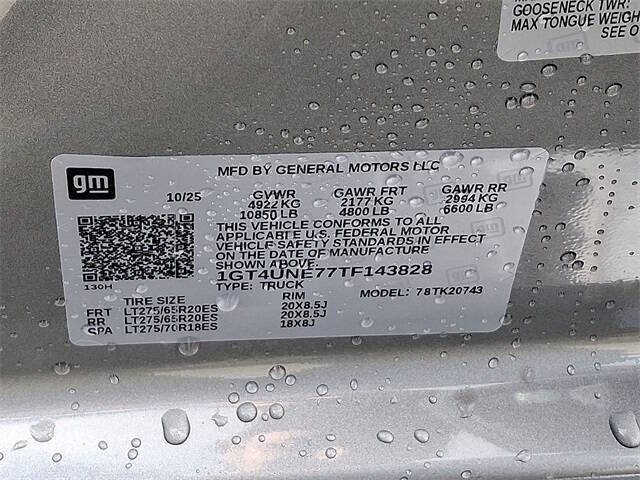 GOOSENECK TWR:
MAX TONGUE WEIGH
SEE O
gm
MFD BY GENERAL MOTORS LLC
10/25
GVWR GAWR FRT GAWR RR
4922 KG 2177 KG 2994 KG
10850 LB 4800 LB 6600 LB
THIS VEHICLE CONFORMS TO ALL
APPLICABLE U.S. FEDERAL MOTOR
VEHICLE SAFETY STANDARDS IN EFFECT
ON THE DATE OF MANUFACTURE
SHOWN ABOVE.
1GT4UNE77TF143828
130H
TYPE: TRUCK MODEL: 78TK20743
TIRE SIZE RIM
FRT LT275/65R20ES 20X8.5J
RR LT275/65R20ES 20X8.5J
SPA LT275/70R18ES 18X8J